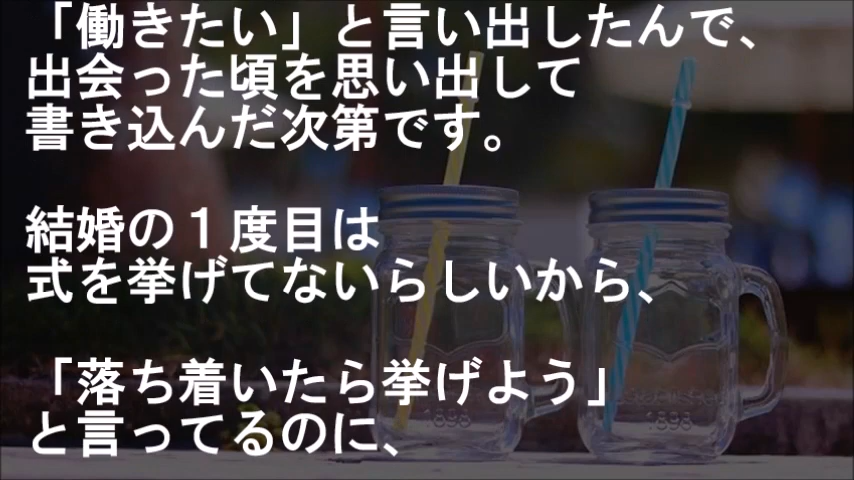 「働きたい」と言い出したんで、
出会った頃を思い出して
書き込んだ次第です。
結婚の１度目は
式を挙げてないらしいから、
「落ち着いたら挙げよう」
と言ってるのに、
1898
1898